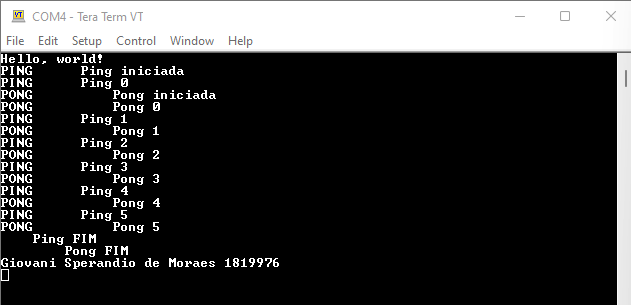 COM4 - Tera Term VT
File Edit Setup Control Window Help
Hello, world!
PING Ping iniciada
PING Ping 0
PONG Pong iniciada
PONG Pong 0
PING Ping 1
PONG Pong 1
PING Ping 2
PONG Pong 2
PING Ping 3
PONG Pong 3
PING Ping 4
PONG Pong 4
PING Ping 5
PONG Pong 5
Ping FIM
Pong FIM
Giovani Sperandio de Moraes 1819976